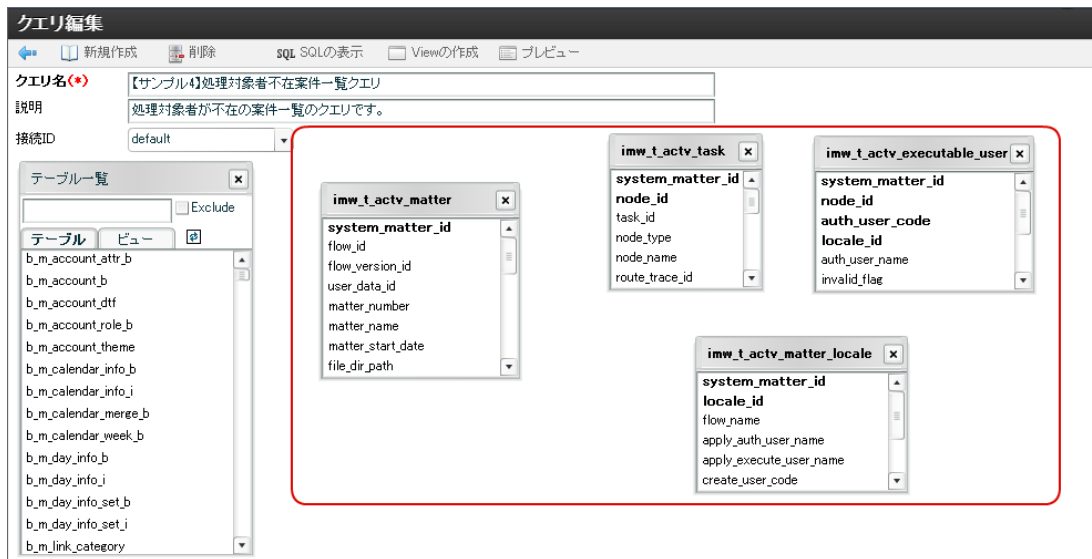 クエリ編集
新規作成 削除 SQL SQLの表示 Viewの作成 プレビュー
クエリ名(*) 【サンプル4】処理対象者不在案件一覧クエリ
説明 処理対象者が不在の案件一覧のクエリです。
接続ID default
テーブル一覧
Exclude
テーブル ビュー
b_m_account_attr_b
b_m_account_b
b_m_account_dtf
b_m_account_role_b
b_m_account_theme
b_m_calendar_info_b
b_m_calendar_info_i
b_m_calendar_merge_b
b_m_calendar_week_b
b_m_day_info_b
b_m_day_info_i
b_m_day_info_set_b
b_m_day_info_set_i
b_m_link_category
imw_t_actv_matter
system_matter_id
flow_id
flow_version_id
user_data_id
matter_number
matter_name
matter_start_date
file_dir_path
imw_t_actv_task
system_matter_id
node_id
task_id
node_type
node_name
route_trace_id
imw_t_actv_executable_user
system_matter_id
node_id
auth_user_code
locale_id
auth_user_name
invalid_flag
imw_t_actv_matter_locale
system_matter_id
locale_id
flow_name
apply_auth_user_name
apply_execute_user_name
create_user_code